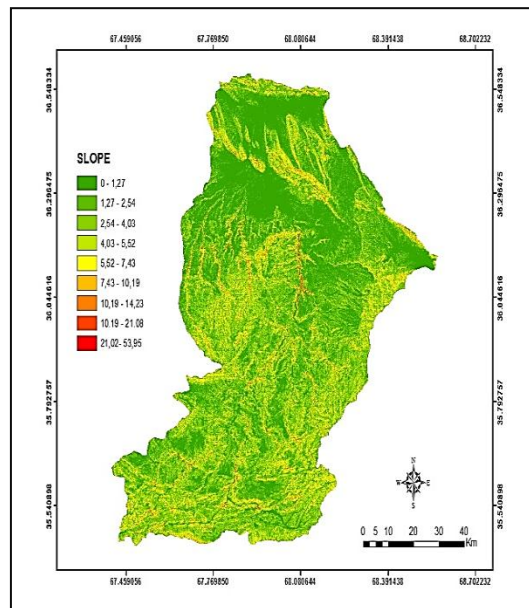 67.459056 67.769850 68.080644 68.391438 68.702232
36.548334
36.296475
36.044616
35.792757
35.540898
SLOPE
0 - 1,27
1,27 - 2,54
2,54 - 4,03
4,03 - 5,52
5,52 - 7,43
7,43 - 10,19
10,19 - 14,23
10.19 - 21.08
21,02- 53,95
36.548334
36.296475
36.044616
35.792757
35.540898
N
W E
S
0 5 10 20 30 40
Km
67.459056 67.769850 68.080644 68.391438 68.702232